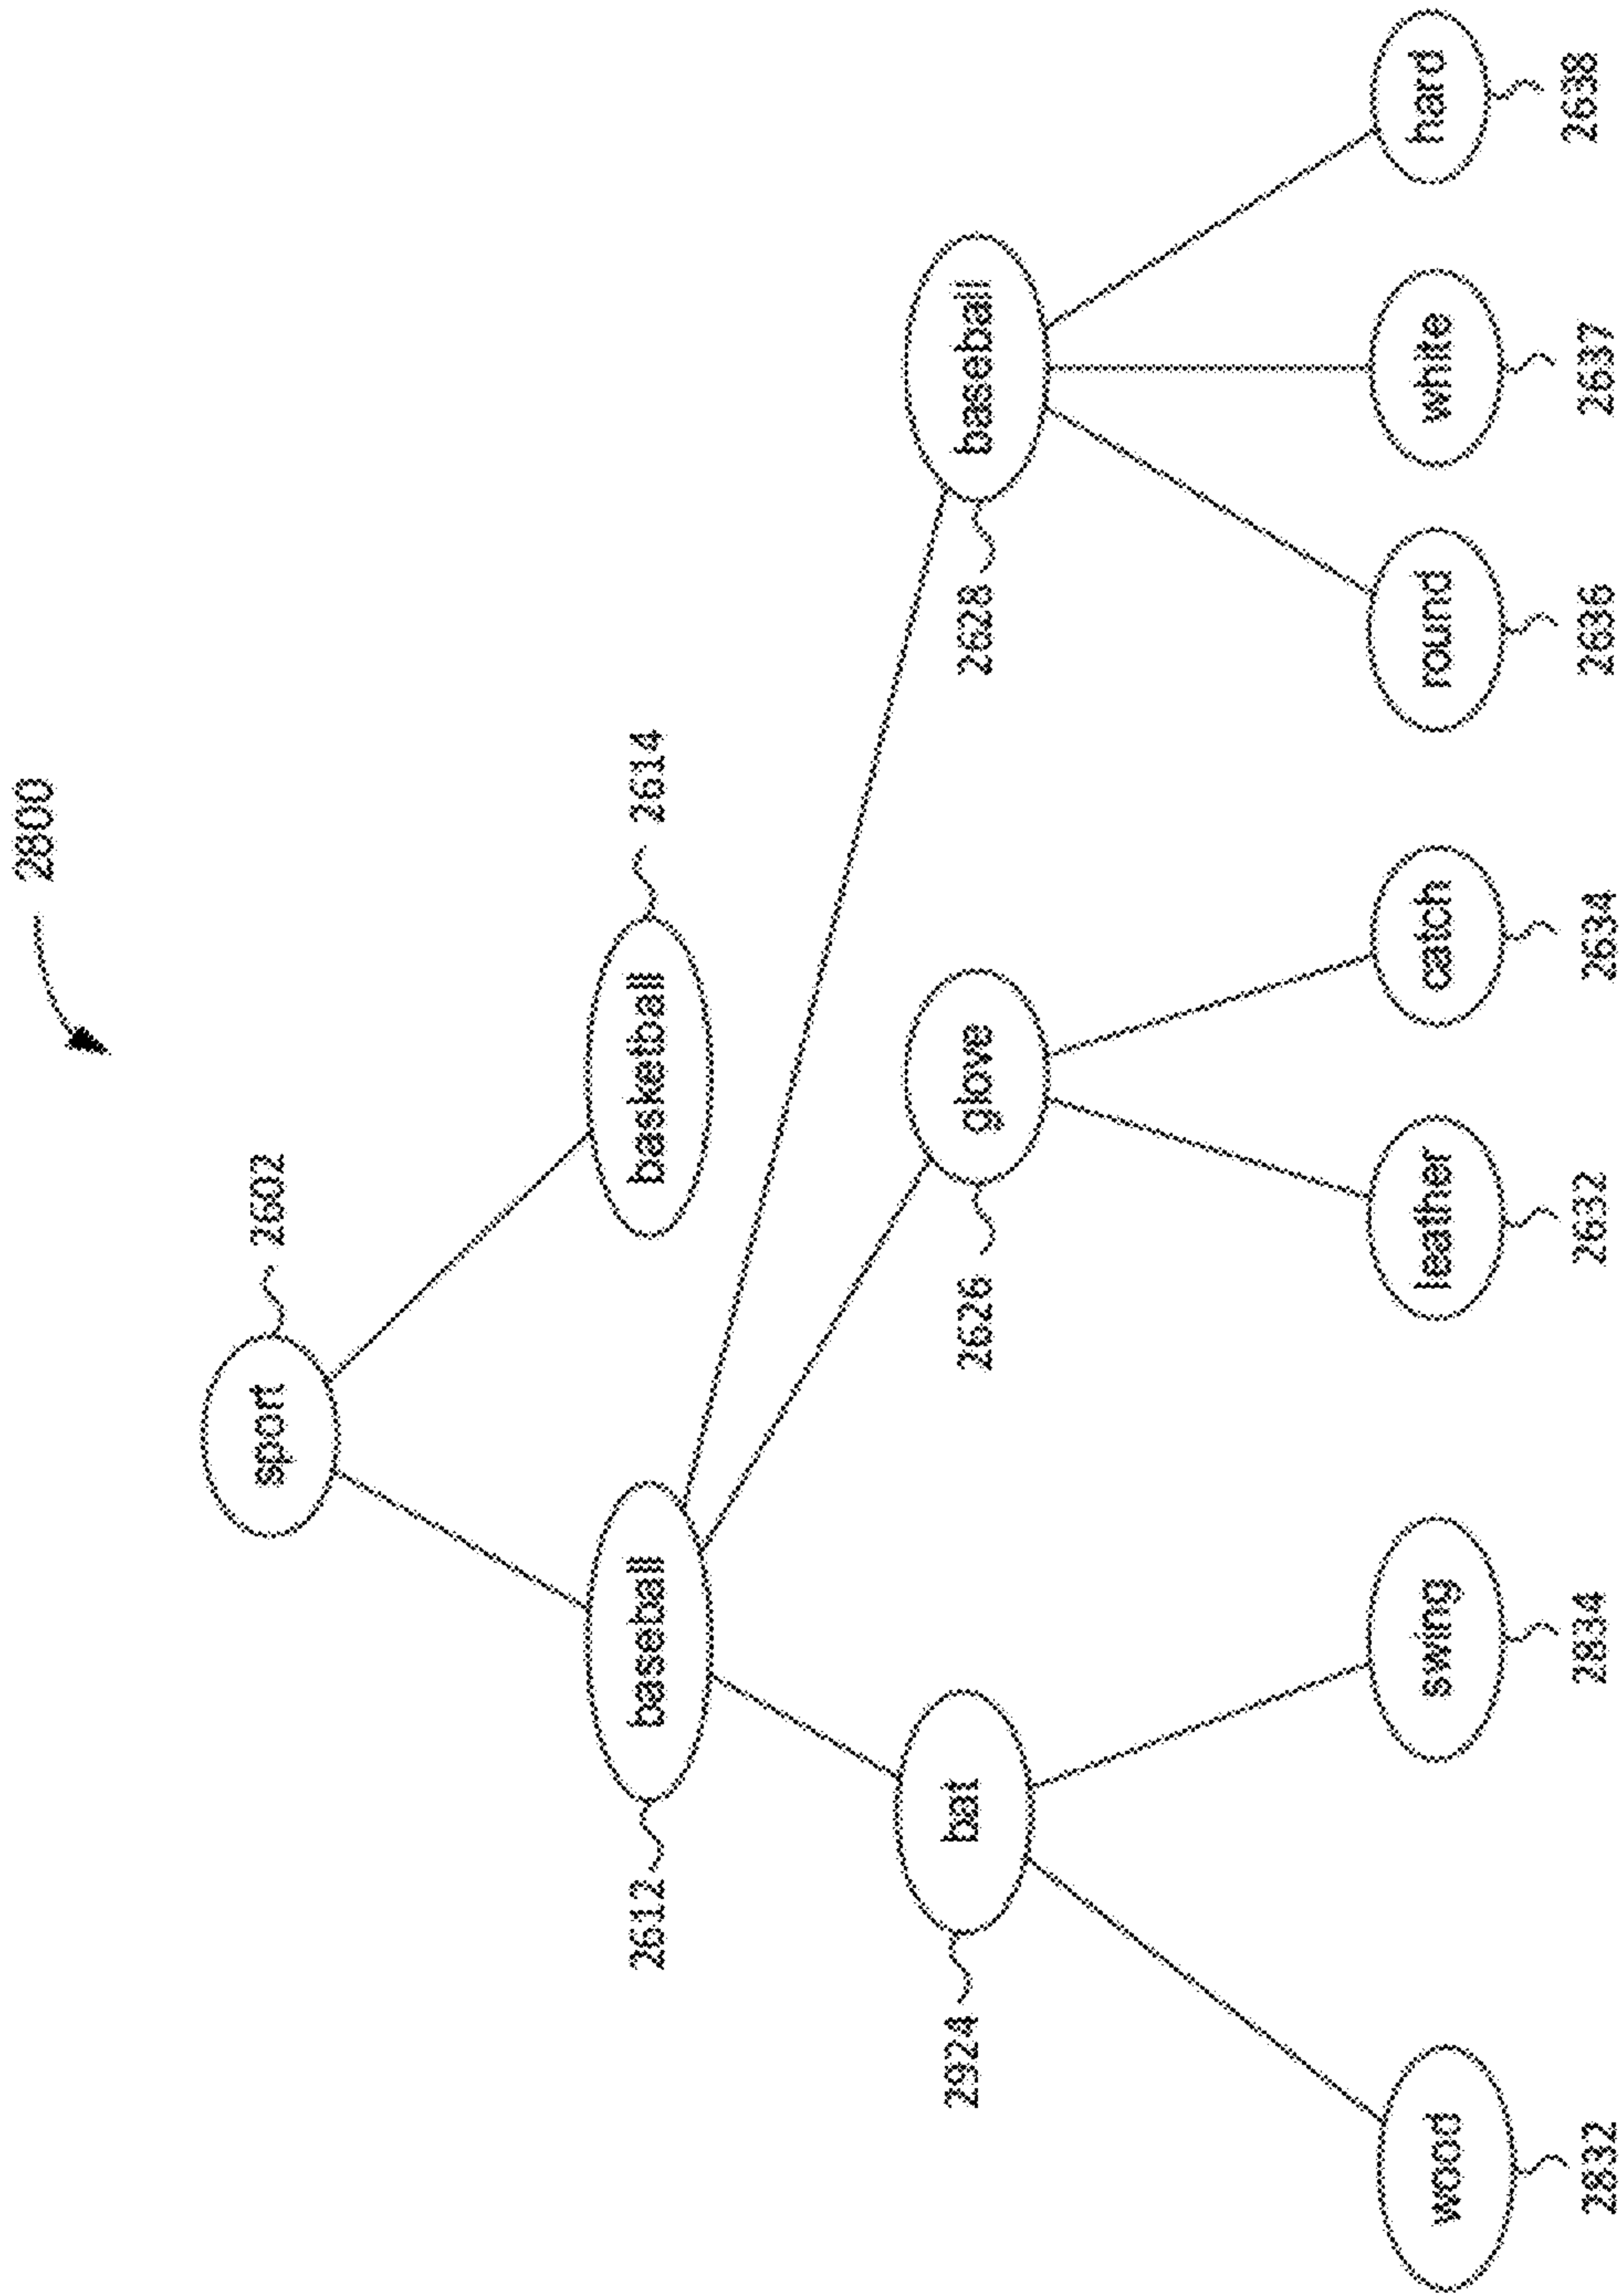 2800
sport 2602
2612 baseball
basketball 2614
2924 bat
2626 glove
2628 baseball
wood
swing
leather
catch
round
white
hard
2832
2834
2632
2634
2636
2637
2638